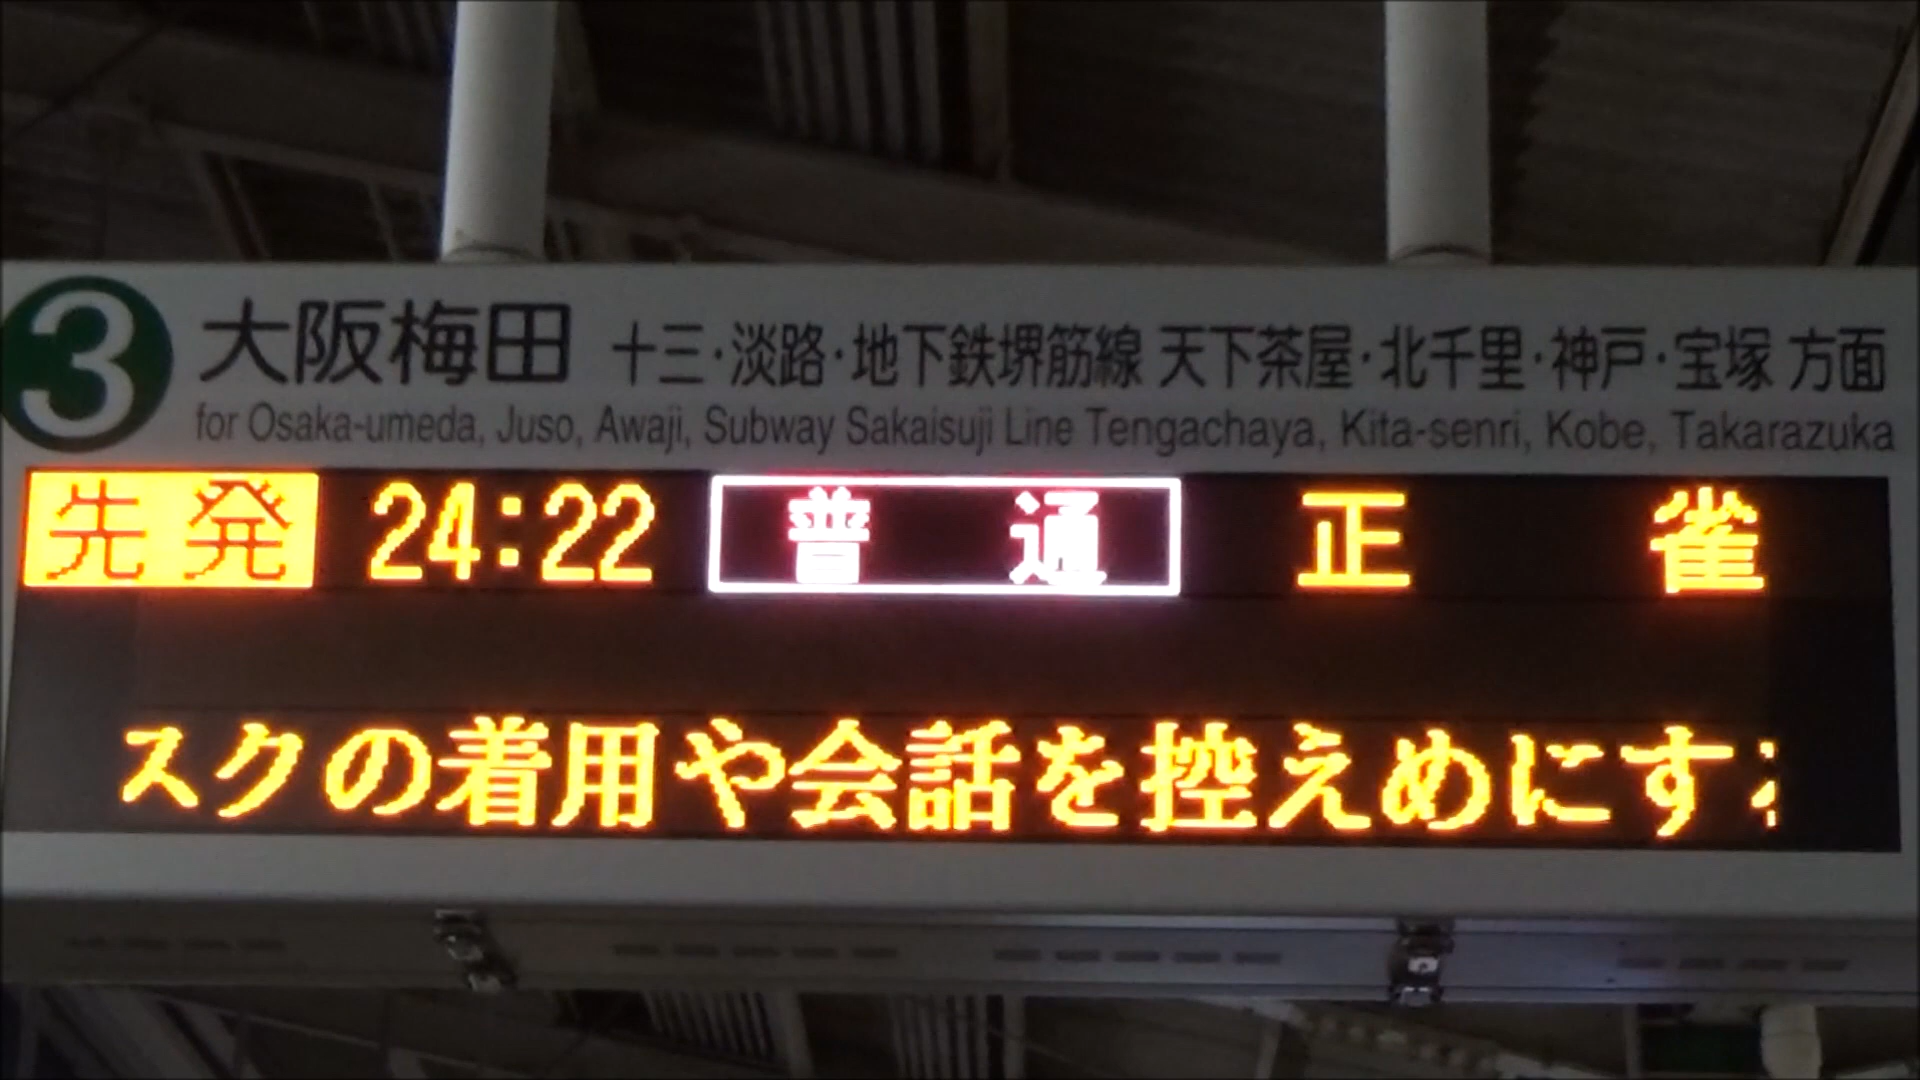 3 大阪梅田 十三・淡路・地下鉄堺筋線 天下茶屋・北千里・神戸・宝塚 方面
for Osaka-umeda, Juso, Awaji, Subway Sakaisuji Line Tengachaya, Kita-senri, Kobe, Takarazuka
先発 24:22 普通 正雀
スクの着用や会話を控えめにす